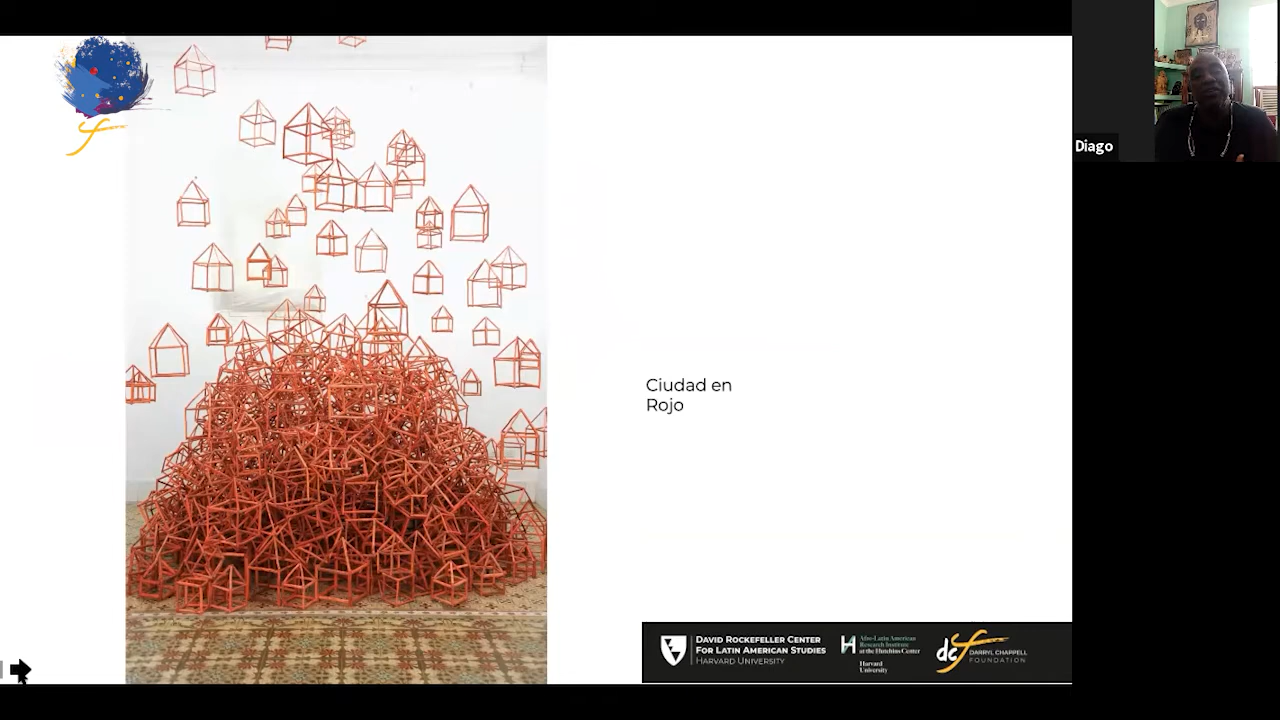 Diago
Ciudad en
Rojo
DAVID ROCKEFELLER CENTER
FOR LATIN AMERICAN STUDIES
HARVARD UNIVERSITY
Afro-Latin American
Research Institute
at the Hutchins Center
Harvard
University
dcf
DARRYL CHAPPELL
FOUNDATION